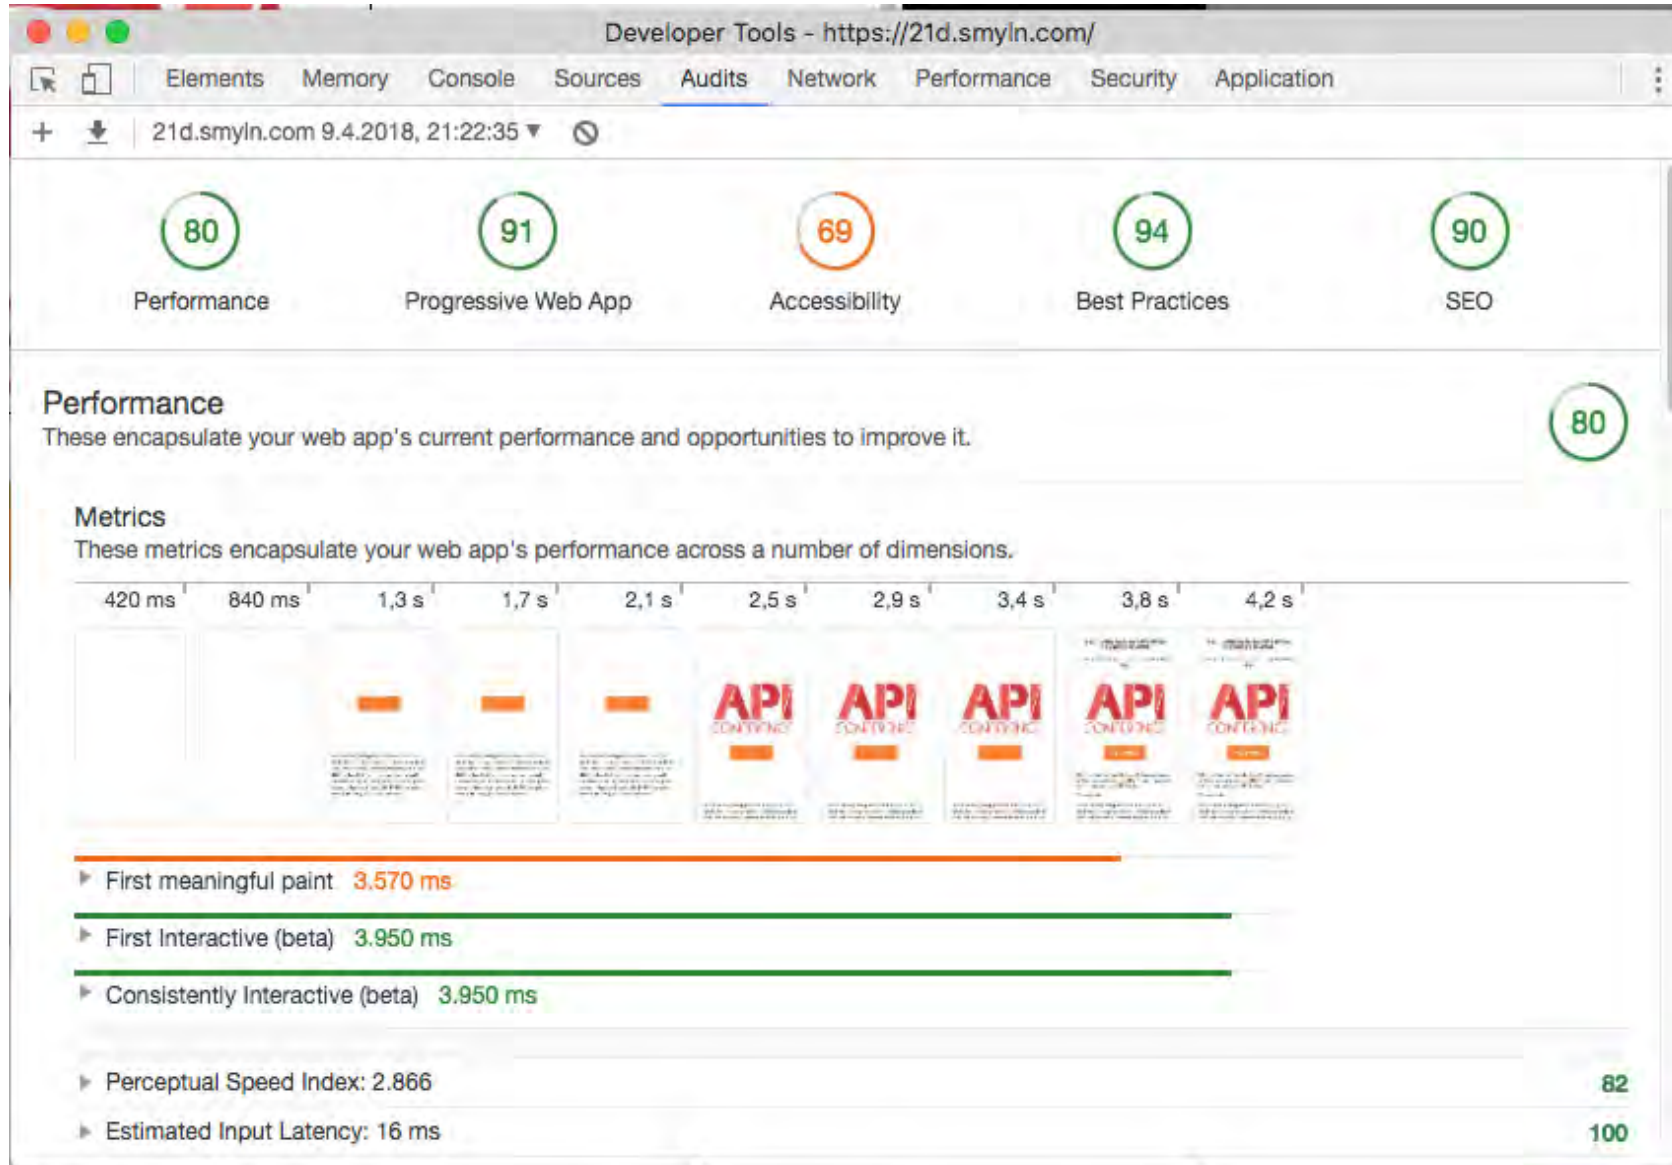 Developer Tools - https://21d.smyln.com/
Elements Memory Console Sources Audits Network Performance Security Application
21d.smyln.com 9.4.2018, 21:22:35
80 91 69 94 90
Performance Progressive Web App Accessibility Best Practices SEO
Performance
These encapsulate your web app's current performance and opportunities to improve it.
80
Metrics
These metrics encapsulate your web app's performance across a number of dimensions.
420 ms 840 ms 1,3 s 1,7 s 2,1 s 2,5 s 2,9 s 3,4 s 3,8 s 4,2 s
API API API API API
CONFERENCE CONFERENCE CONFERENCE CONFERENCE CONFERENCE
First meaningful paint 3.570 ms
First Interactive (beta) 3.950 ms
Consistently Interactive (beta) 3.950 ms
Perceptual Speed Index: 2.866 82
Estimated Input Latency: 16 ms 100